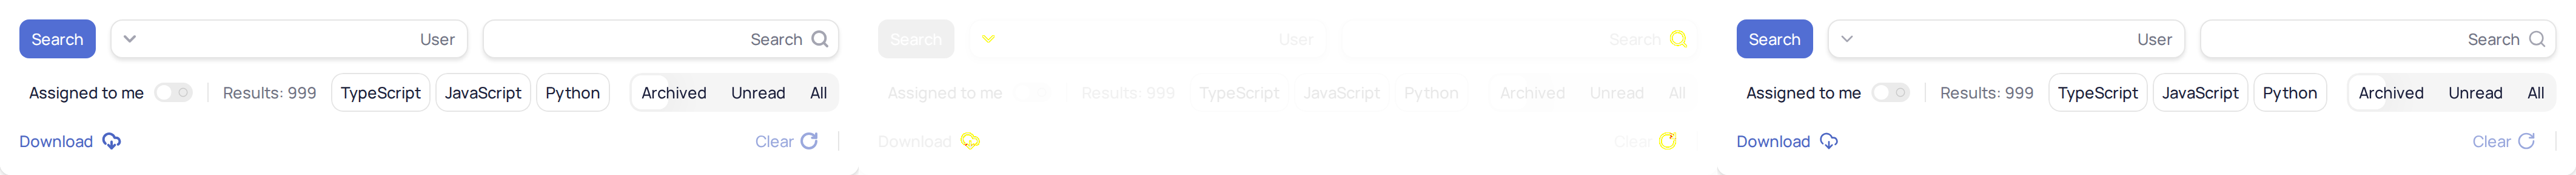 Search User Search Search User Search Search User Search
Assigned to me Results: 999 TypeScript JavaScript Python Archived Unread All Assigned to me Results: 999 TypeScript JavaScript Python Archived Unread All Assigned to me Results: 999 TypeScript JavaScript Python Archived Unread All
Download Clear Download Clear Download Clear